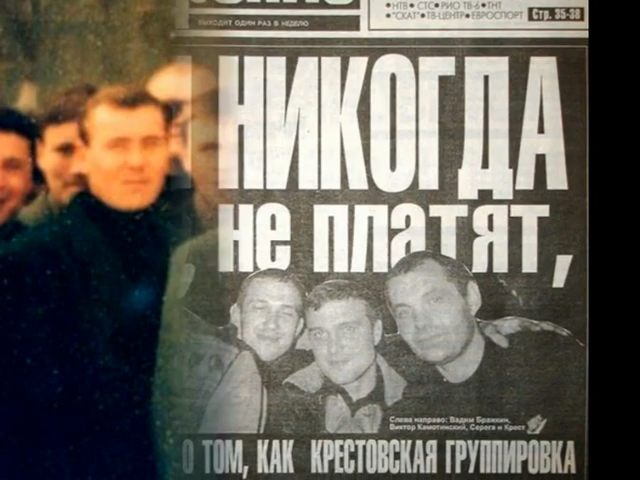 ВЫХОДИТ ОДИН РАЗ В НЕДЕЛЮ
•НТВ• СТС•РИО ТВ-6•ТНТ
•"СКАТ"•ТВ-ЦЕНТР•ЕВРОСПОРТ Стр. 35-38
НИКОГДА
не платят,
Слева направо: Вадим Бражкин,
Виктор Камотинский, Серега и Крест
О ТОМ, КАК КРЕСТОВСКАЯ ГРУППИРОВКА